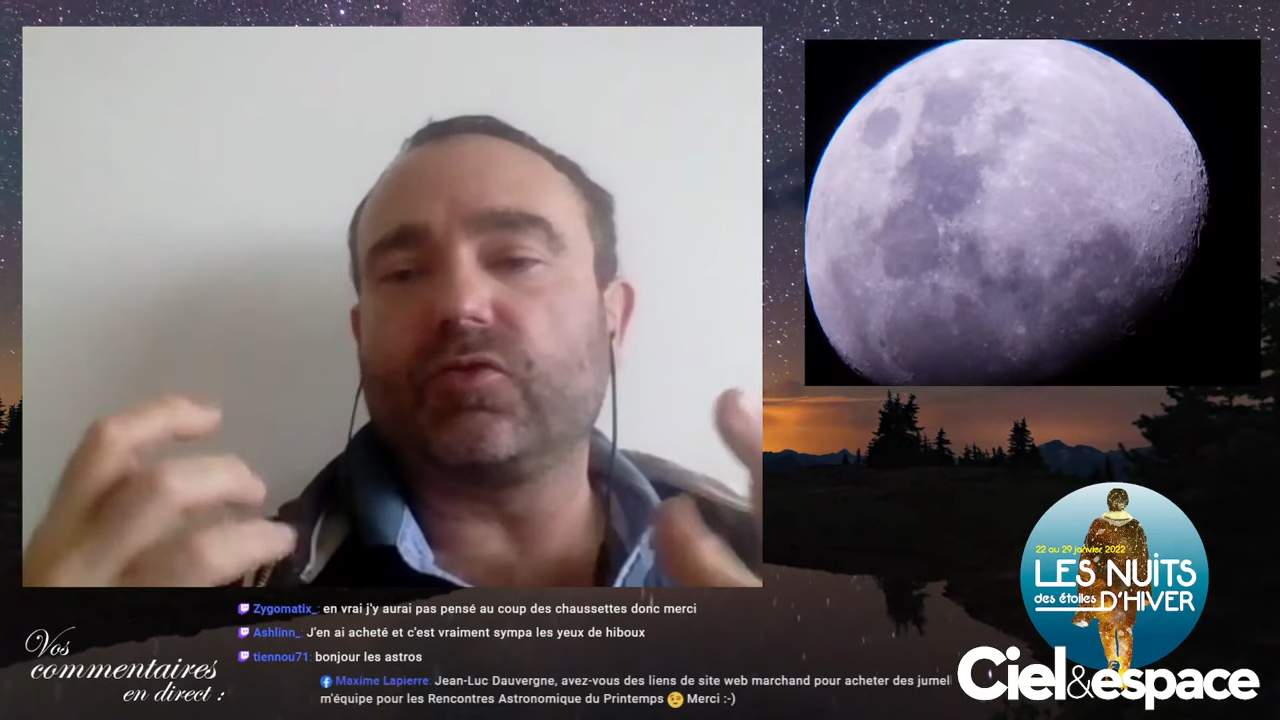 Zygomatix_: en vrai j'y aurai pas pensé au coup des chaussettes donc merci
Ashlinn_: J'en ai acheté et c'est vraiment sympa les yeux de hiboux
tiennou71: bonjour les astros
Maxime Lapierre: Jean-Luc Dauvergne, avez-vous des liens de site web marchand pour acheter des jumel
m'équipe pour les Rencontres Astronomique du Printemps 😉 Merci :-)
Vos
commentaires
en direct :
22 au 29 janvier 2022
LES NUITS
des étoiles D'HIVER
Ciel&espace